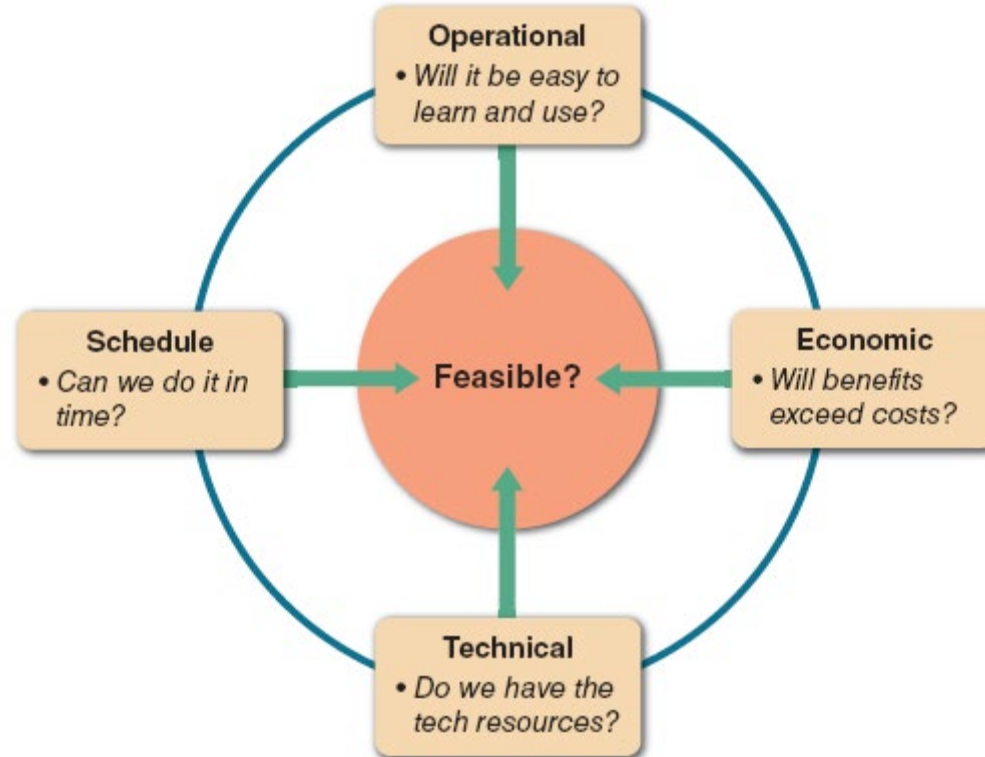 Operational
• Will it be easy to
learn and use?
Schedule
• Can we do it in
time?
Feasible?
Economic
• Will benefits
exceed costs?
Technical
• Do we have the
tech resources?